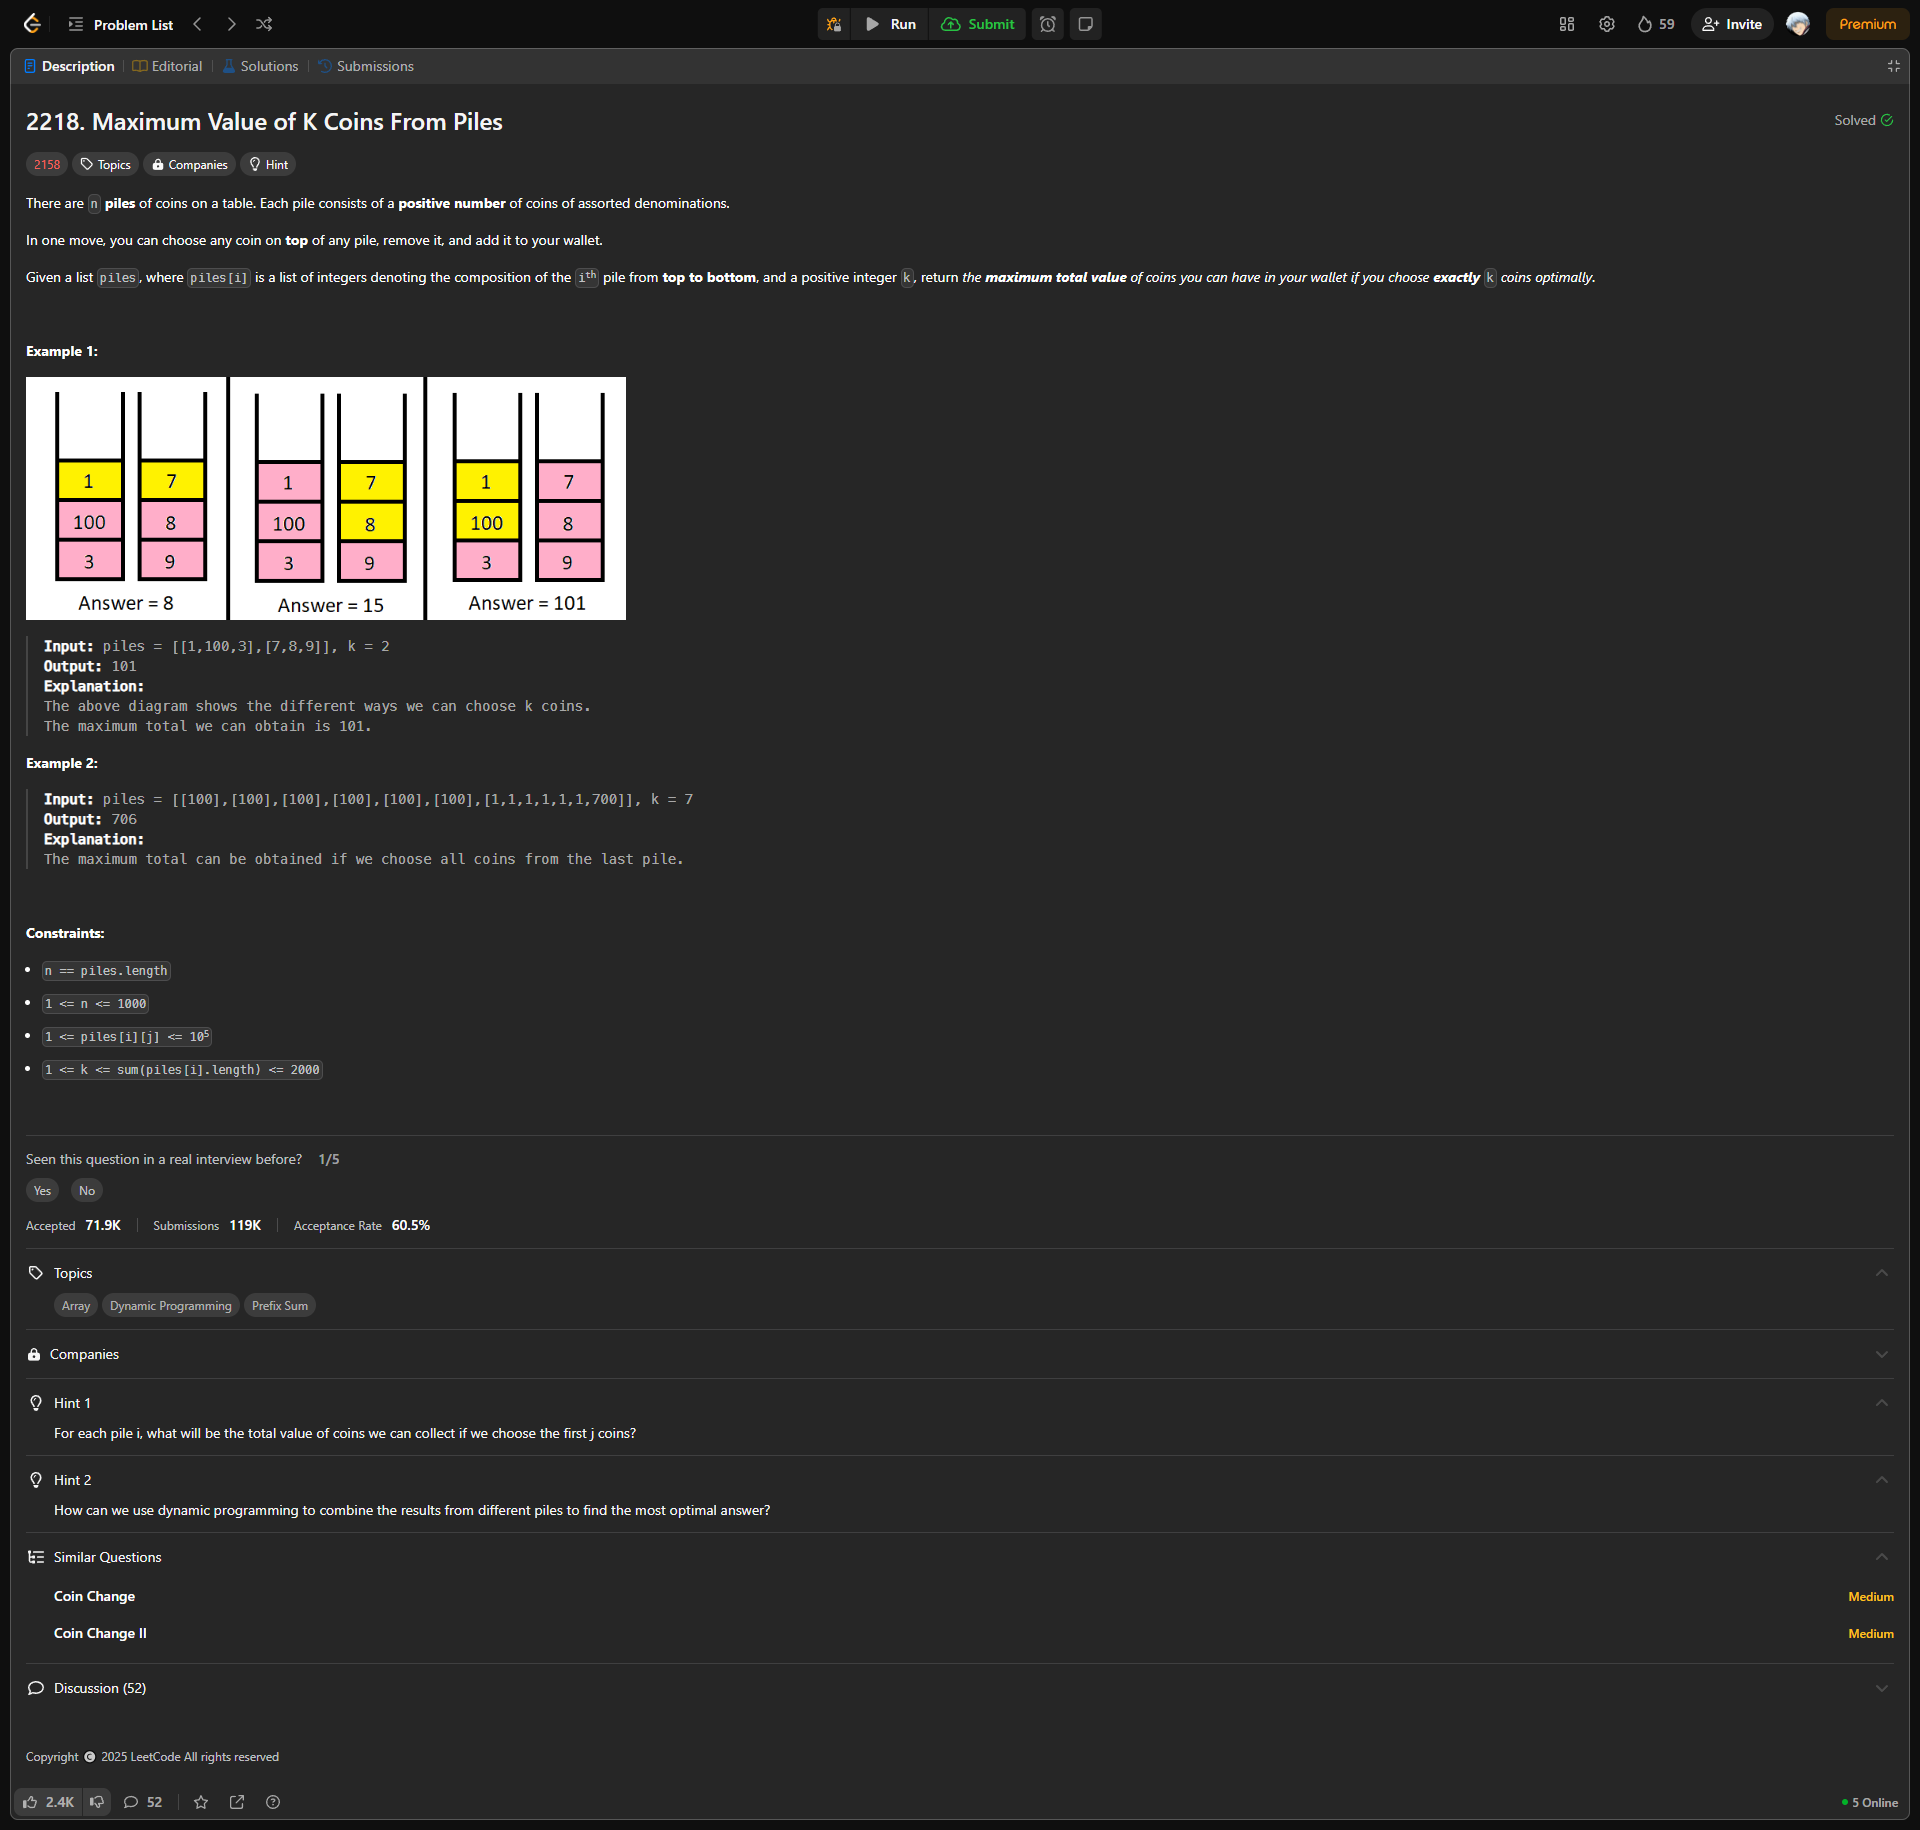 Problem List
Run
Submit
59
Invite
Premium
Description
Editorial
Solutions
Submissions
2218. Maximum Value of K Coins From Piles
Solved
2158
Topics
Companies
Hint
There are n piles of coins on a table. Each pile consists of a positive number of coins of assorted denominations.
In one move, you can choose any coin on top of any pile, remove it, and add it to your wallet.
Given a list piles, where piles[i] is a list of integers denoting the composition of the ith pile from top to bottom, and a positive integer k, return the maximum total value of coins you can have in your wallet if you choose exactly k coins optimally.
Example 1:
1 7 1 7 1 7
100 8 100 8 100 8
3 9 3 9 3 9
Answer = 8 Answer = 15 Answer = 101
Input: piles = [[1,100,3],[7,8,9]], k = 2
Output: 101
Explanation:
The above diagram shows the different ways we can choose k coins.
The maximum total we can obtain is 101.
Example 2:
Input: piles = [[100],[100],[100],[100],[100],[100],[1,1,1,1,1,1,700]], k = 7
Output: 706
Explanation:
The maximum total can be obtained if we choose all coins from the last pile.
Constraints:
n == piles.length
1 <= n <= 1000
1 <= piles[i][j] <= 10^5
1 <= k <= sum(piles[i].length) <= 2000
Seen this question in a real interview before? 1/5
Yes No
Accepted 71.9K Submissions 119K Acceptance Rate 60.5%
Topics
Array Dynamic Programming Prefix Sum
Companies
Hint 1
For each pile i, what will be the total value of coins we can collect if we choose the first j coins?
Hint 2
How can we use dynamic programming to combine the results from different piles to find the most optimal answer?
Similar Questions
Coin Change Medium
Coin Change II Medium
Discussion (52)
Copyright © 2025 LeetCode All rights reserved
2.4K 52 5 Online